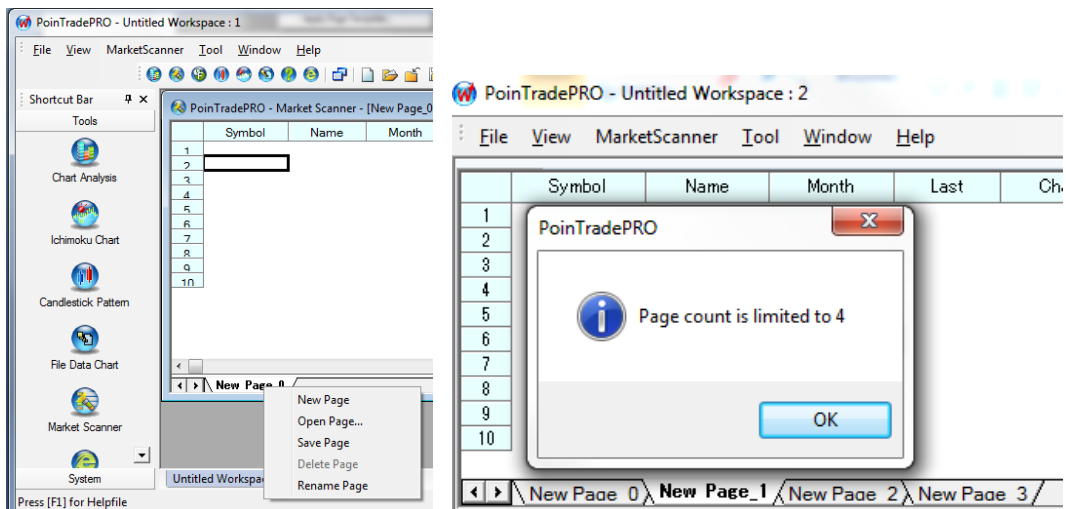 PoinTradePRO - Untitled Workspace : 1
File View MarketScanner Tool Window Help
Shortcut Bar
Tools
Chart Analysis
Ichimoku Chart
Candlestick Pattern
File Data Chart
Market Scanner
System
Press [F1] for Helpfile
PoinTradePRO - Market Scanner - [New Page_0
Symbol Name Month
1
2
3
4
5
6
7
8
9
10
New Page_0
New Page
Open Page...
Save Page
Delete Page
Rename Page
Untitled Workspa
PoinTradePRO - Untitled Workspace : 2
File View MarketScanner Tool Window Help
Symbol Name Month Last Ch
1
2
3
4
5
6
7
8
9
10
PoinTradePRO
Page count is limited to 4
OK
New Page_0 New Page_1 New Page_2 New Page_3